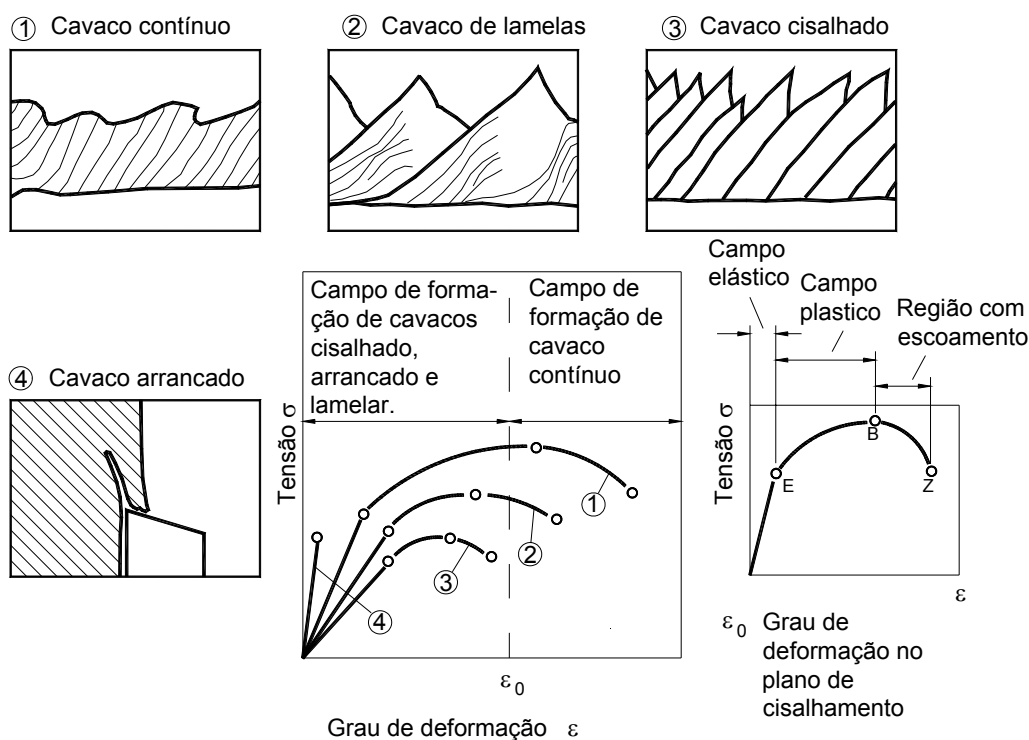 ① Cavaco contínuo
② Cavaco de lamelas
③ Cavaco cisalhado
④ Cavaco arrancado
Campo de forma-
ção de cavacos
cisalhado,
arrancado e
lamelar.
Campo de
formação de
cavaco
contínuo
Tensão σ
①
②
③
④
ε0
Grau de deformação ε
Campo
elástico
Campo
plastico
Região com
escoamento
Tensão σ
E
B
Z
ε
ε0 Grau de
deformação no
plano de
cisalhamento